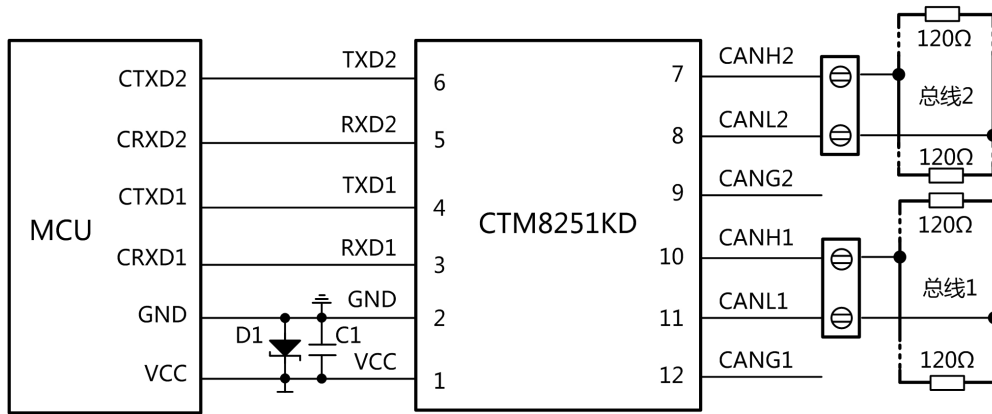 MCU
CTXD2
CRXD2
CTXD1
CRXD1
GND
VCC
TXD2
RXD2
TXD1
RXD1
GND
VCC
D1
C1
6
5
4
3
2
1
CTM8251KD
7
8
9
10
11
12
CANH2
CANL2
CANG2
CANH1
CANL1
CANG1
120Ω
总线2
120Ω
120Ω
总线1
120Ω